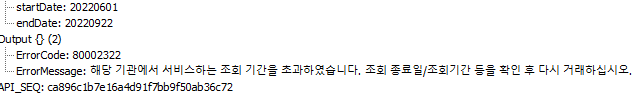 startDate: 20220601
endDate: 20220922
Output {} (2)
ErrorCode: 80002322
ErrorMessage: 해당 기관에서 서비스하는 조회 기간을 초과하였습니다. 조회 종료일/조회기간 등을 확인 후 다시 거래하십시오.
API_SEQ: ca896c1b7e16a4d91f7bb9f50ab36c72